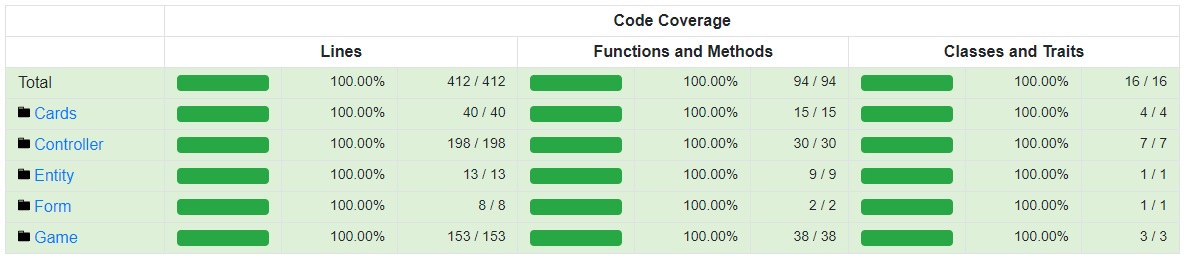 Code Coverage
Lines Functions and Methods Classes and Traits
Total 100.00% 412 / 412 100.00% 94 / 94 100.00% 16 / 16
Cards 100.00% 40 / 40 100.00% 15 / 15 100.00% 4 / 4
Controller 100.00% 198 / 198 100.00% 30 / 30 100.00% 7 / 7
Entity 100.00% 13 / 13 100.00% 9 / 9 100.00% 1 / 1
Form 100.00% 8 / 8 100.00% 2 / 2 100.00% 1 / 1
Game 100.00% 153 / 153 100.00% 38 / 38 100.00% 3 / 3